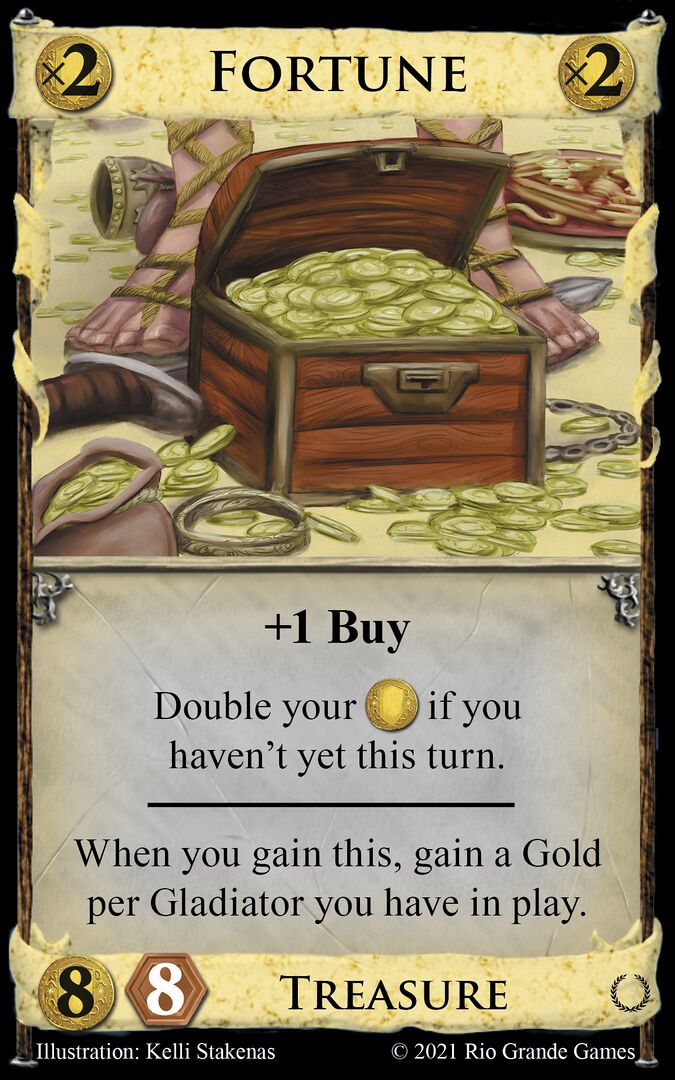 ×2 FORTUNE ×2
+1 Buy
Double your if you
haven't yet this turn.
When you gain this, gain a Gold
per Gladiator you have in play.
8 8 TREASURE
Illustration: Kelli Stakenas © 2021 Rio Grande Games